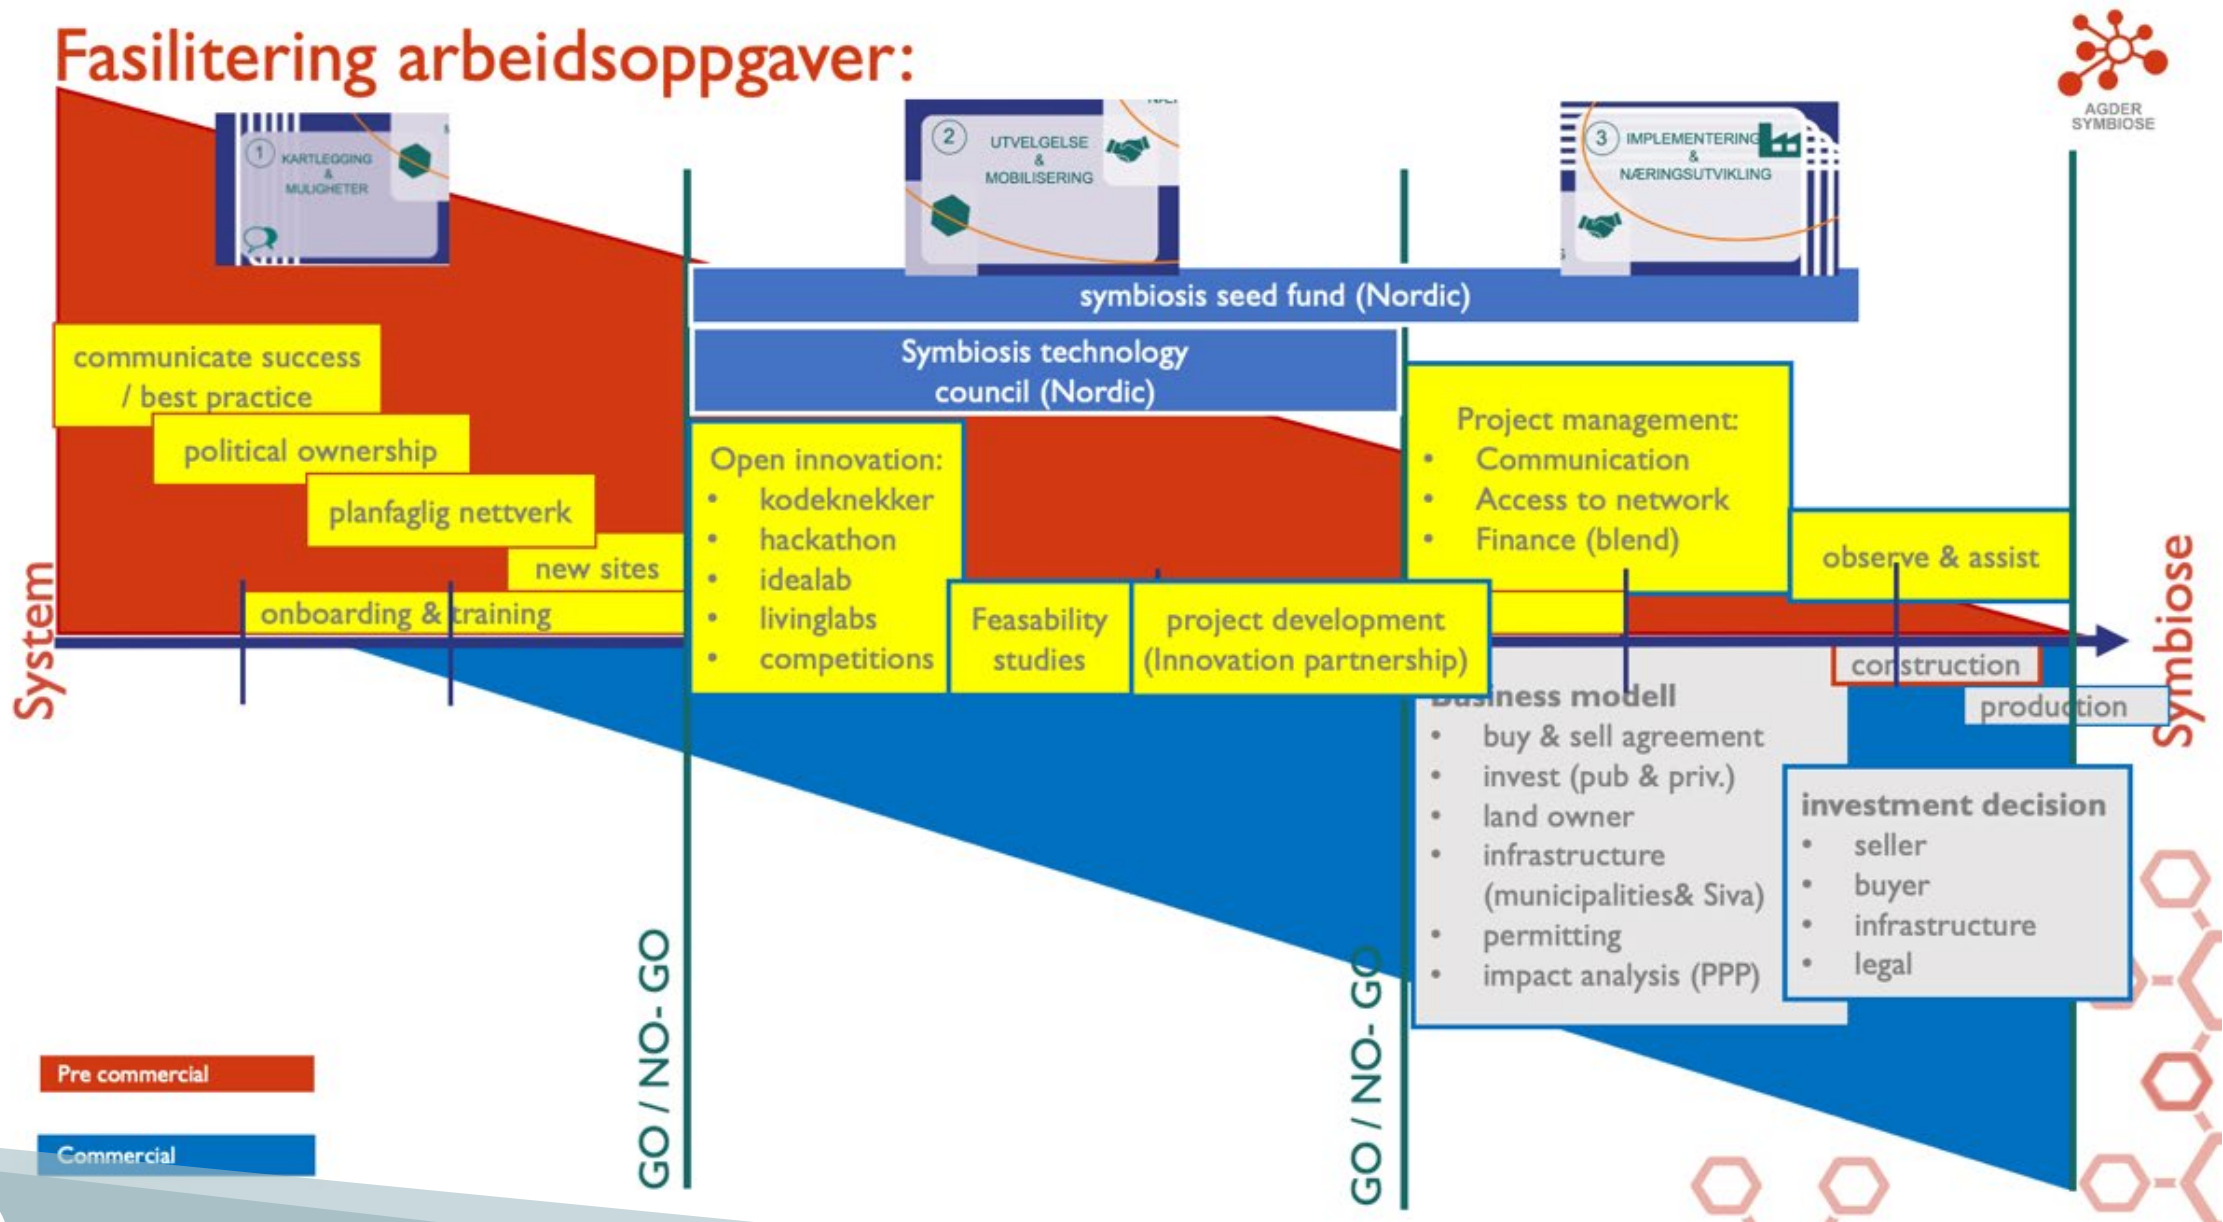 Fasilitering arbeidsoppgaver:
AGDER
SYMBIOSE
1
KARTLEGGING
&
MULIGHETER
2
UTVELGELSE
&
MOBILISERING
3
IMPLEMENTERING
&
NÆRINGSUTVIKLING
symbiosis seed fund (Nordic)
Symbiosis technology
council (Nordic)
communicate success
/ best practice
political ownership
planfaglig nettverk
new sites
onboarding & training
Open innovation:
• kodeknekker
• hackathon
• idealab
• livinglabs
• competitions
Feasability
studies
project development
(Innovation partnership)
Project management:
• Communication
• Access to network
• Finance (blend)
observe & assist
System
Symbiose
construction
production
Business modell
• buy & sell agreement
• invest (pub & priv.)
• land owner
• infrastructure
(municipalities& Siva)
• permitting
• impact analysis (PPP)
investment decision
• seller
• buyer
• infrastructure
• legal
GO / NO- GO
GO / NO- GO
Pre commercial
Commercial